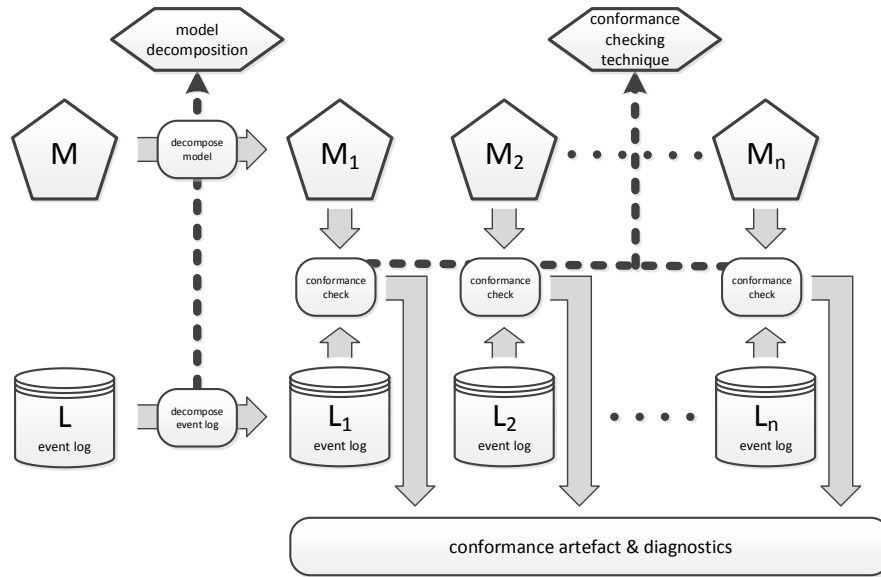 model
decomposition
conformance
checking
technique
M
decompose
model
M1
M2
Mn
conformance
check
conformance
check
conformance
check
L
event log
decompose
event log
L1
event log
L2
event log
Ln
event log
conformance artefact & diagnostics